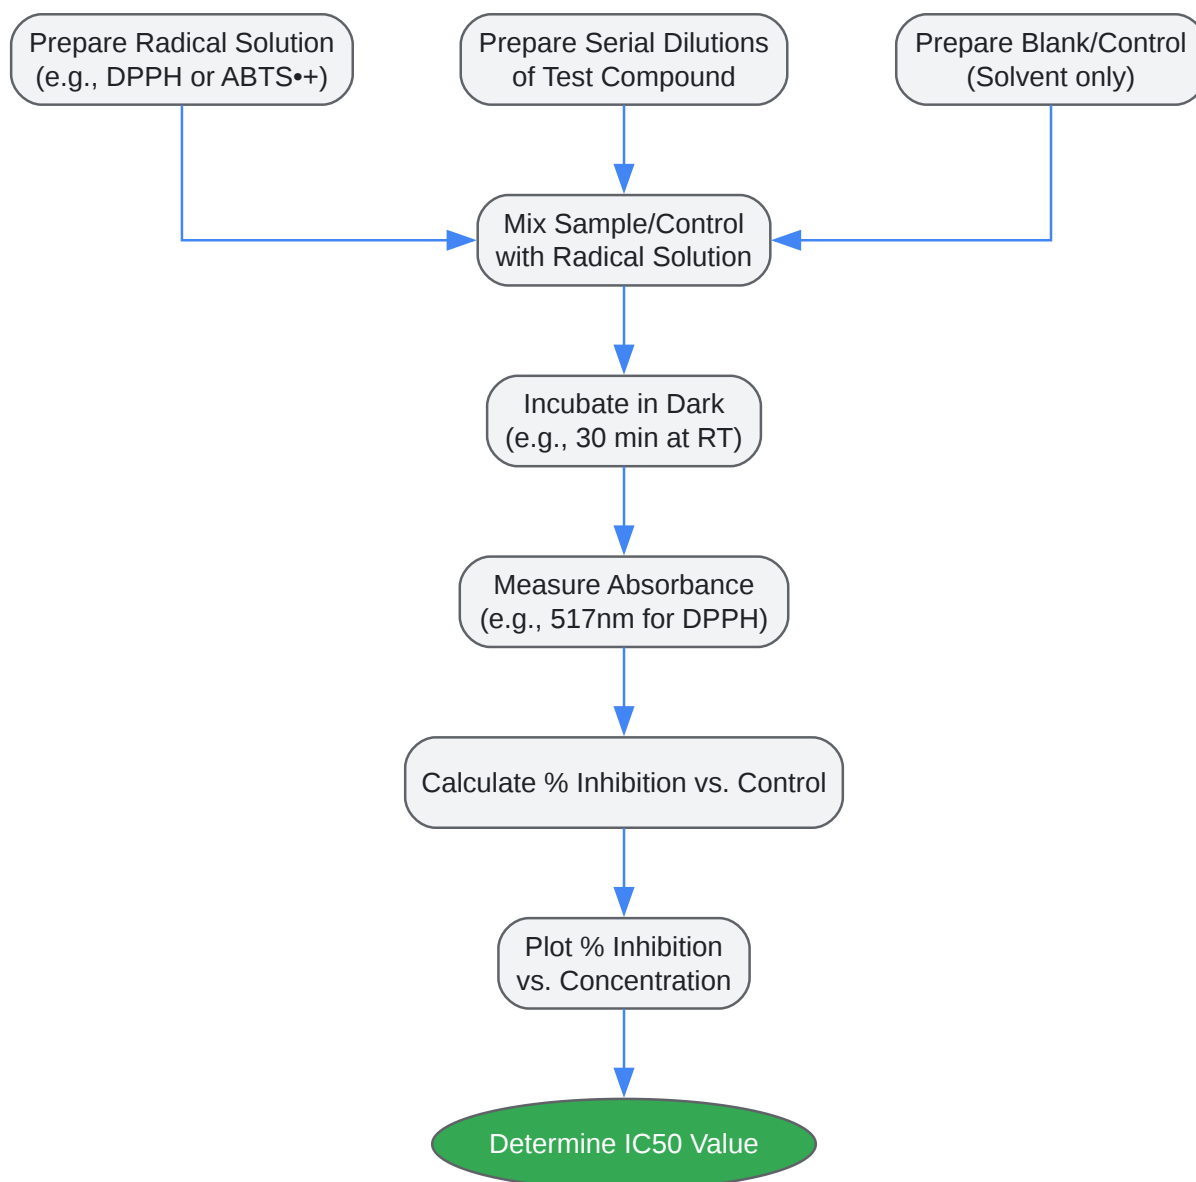 Prepare Radical Solution
(e.g., DPPH or ABTS•+)
Prepare Serial Dilutions
of Test Compound
Prepare Blank/Control
(Solvent only)
Mix Sample/Control
with Radical Solution
Incubate in Dark
(e.g., 30 min at RT)
Measure Absorbance
(e.g., 517nm for DPPH)
Calculate % Inhibition vs. Control
Plot % Inhibition
vs. Concentration
Determine IC50 Value